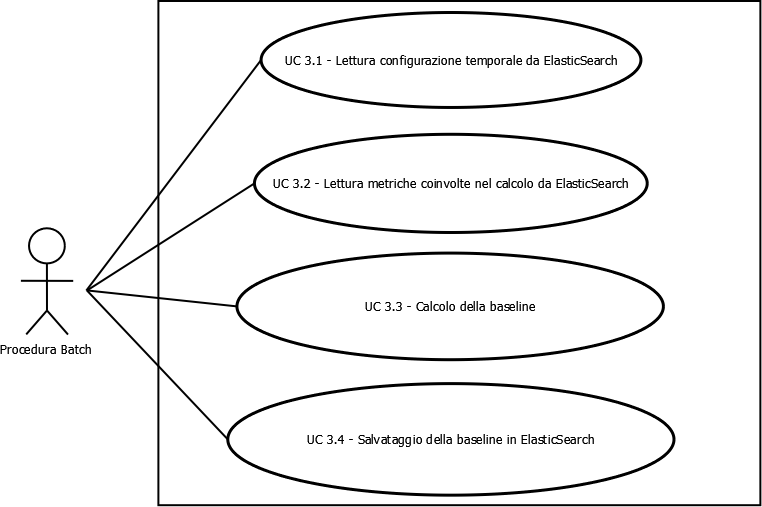 UC 3.1 - Lettura configurazione temporale da ElasticSearch
UC 3.2 - Lettura metriche coinvolte nel calcolo da ElasticSearch
UC 3.3 - Calcolo della baseline
Procedura Batch
UC 3.4 - Salvataggio della baseline in ElasticSearch